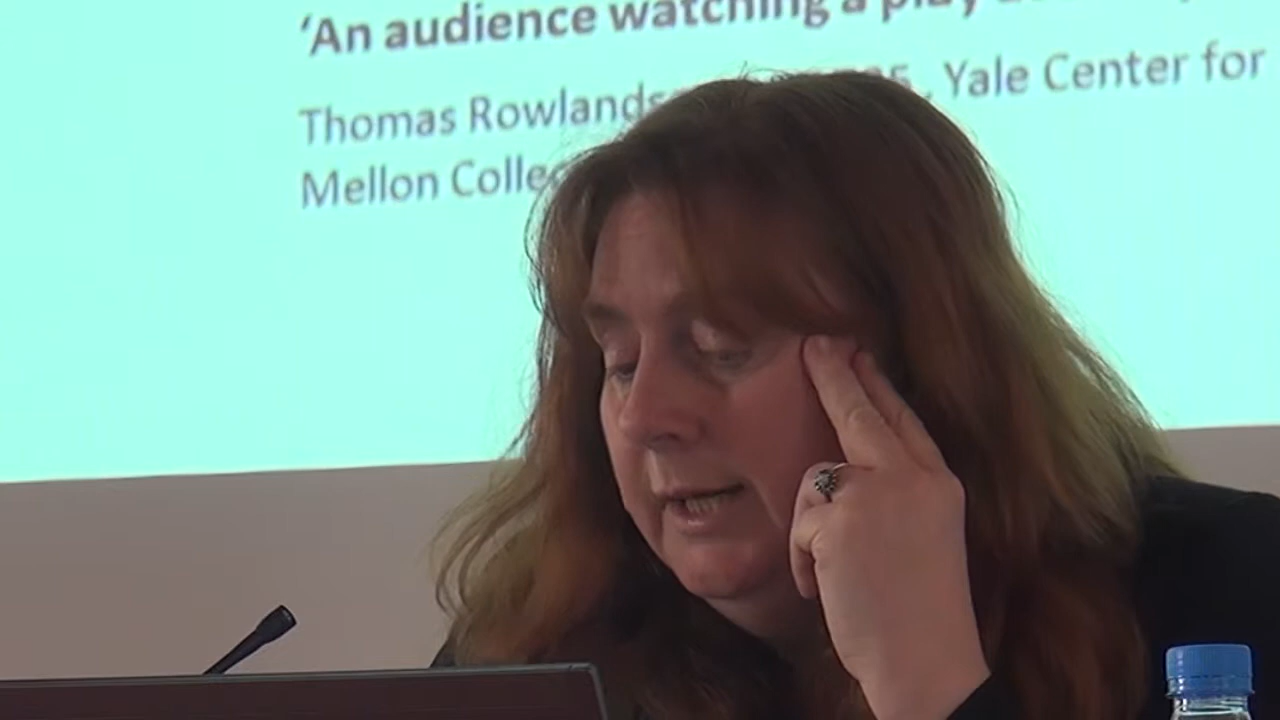 'An audience watching a play
Thomas Rowlands , Yale Center for
Mellon Colle